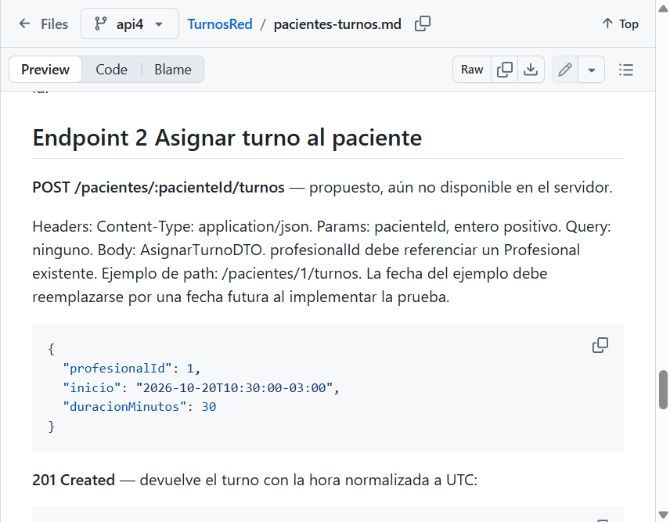 Files
api4
TurnosRed / pacientes-turnos.md
Top
Preview
Code
Blame
Raw
Endpoint 2 Asignar turno al paciente
POST /pacientes/:pacienteId/turnos — propuesto, aún no disponible en el servidor.
Headers: Content-Type: application/json. Params: pacienteId, entero positivo. Query:
ninguno. Body: AsignarTurnoDTO. profesionalId debe referenciar un Profesional
existente. Ejemplo de path: /pacientes/1/turnos. La fecha del ejemplo debe
reemplazarse por una fecha futura al implementar la prueba.
{
"profesionalId": 1,
"inicio": "2026-10-20T10:30:00-03:00",
"duracionMinutos": 30
}
201 Created — devuelve el turno con la hora normalizada a UTC: